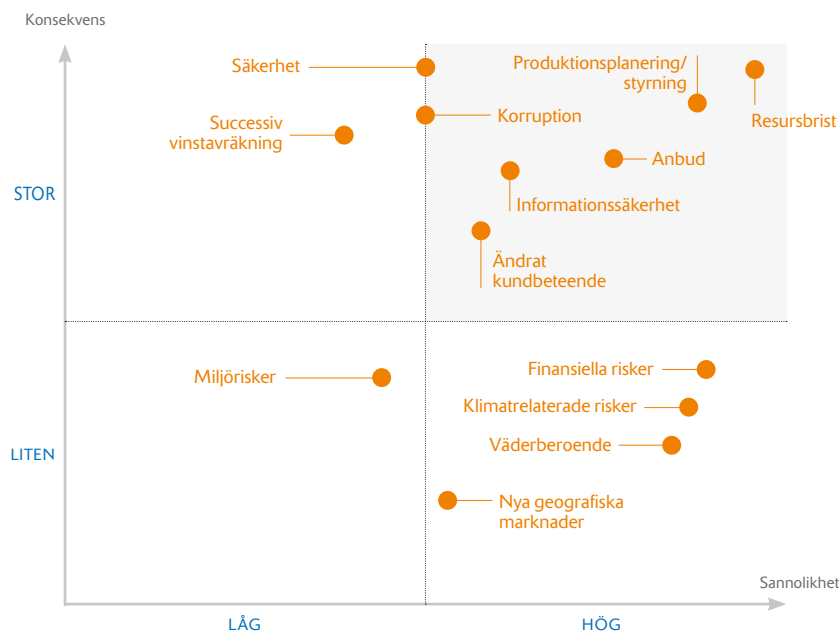 Konsekvens
Säkerhet
Produktionsplanering/
styrning
Resursbrist
Korruption
Successiv
vinstavräkning
Anbud
STOR
Informationssäkerhet
Ändrat
kundbeteende
Miljörisker
Finansiella risker
Klimatrelaterade risker
Väderberoende
LITEN
Nya geografiska
marknader
Sannolikhet
LÅG
HÖG